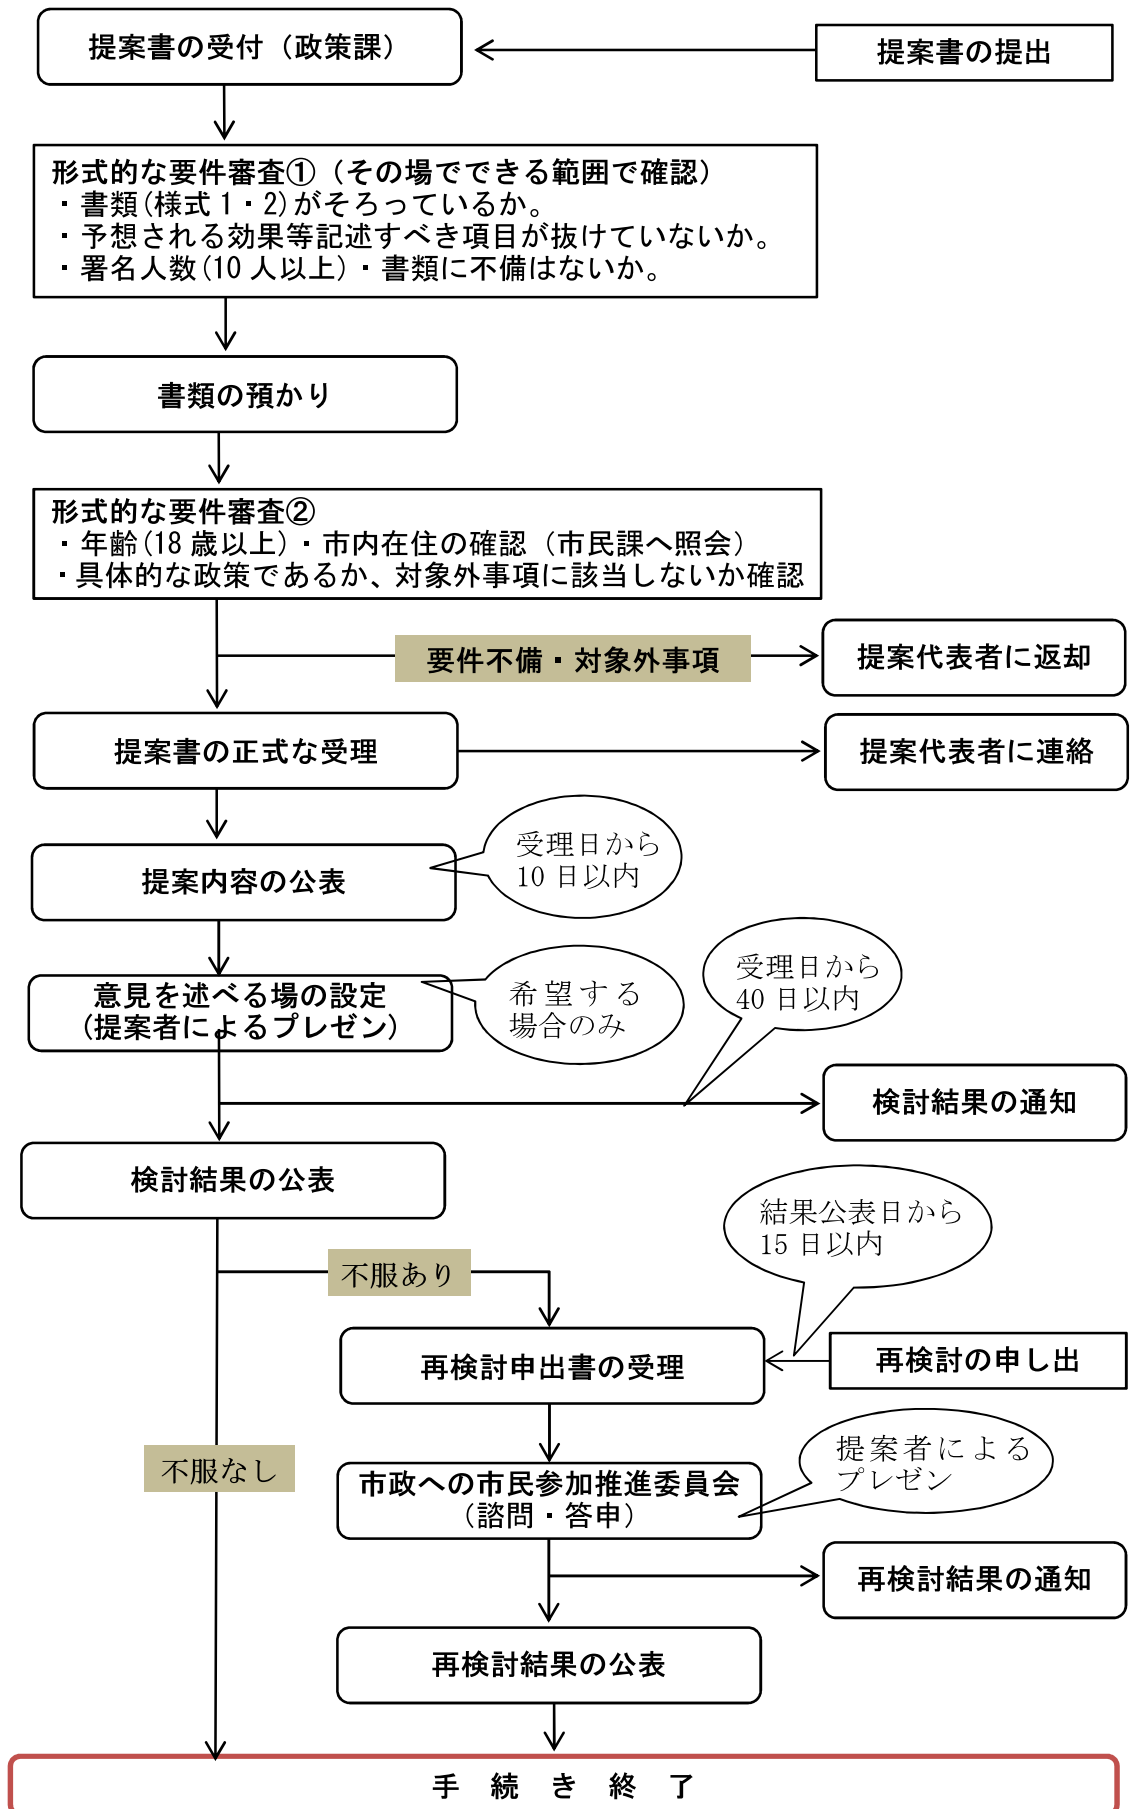 提案書の受付（政策課）
提案書の提出
形式的な要件審査①（その場でできる範囲で確認）
・書類(様式1・2)がそろっているか。
・予想される効果等記述すべき項目が抜けていないか。
・署名人数(10人以上)・書類に不備はないか。
書類の預かり
形式的な要件審査②
・年齢(18歳以上)・市内在住の確認（市民課へ照会）
・具体的な政策であるか、対象外事項に該当しないか確認
要件不備・対象外事項
提案代表者に返却
提案書の正式な受理
提案代表者に連絡
受理日から
10日以内
提案内容の公表
受理日から
40日以内
希望する
場合のみ
意見を述べる場の設定
(提案者によるプレゼン)
検討結果の通知
検討結果の公表
結果公表日から
15日以内
不服あり
再検討申出書の受理
再検討の申し出
提案者による
プレゼン
不服なし
市政への市民参加推進委員会
（諮問・答申）
再検討結果の通知
再検討結果の公表
手続き終了